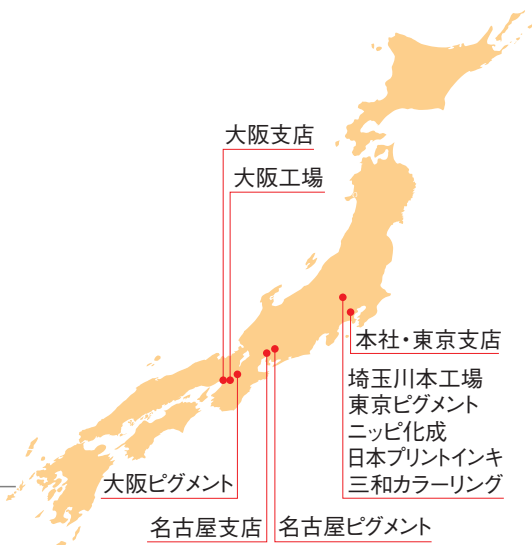 大阪支店
大阪工場
本社・東京支店
埼玉川本工場
東京ピグメント
ニッピ化成
日本プリントインキ
三和カラーリング
大阪ピグメント
名古屋支店
名古屋ピグメント